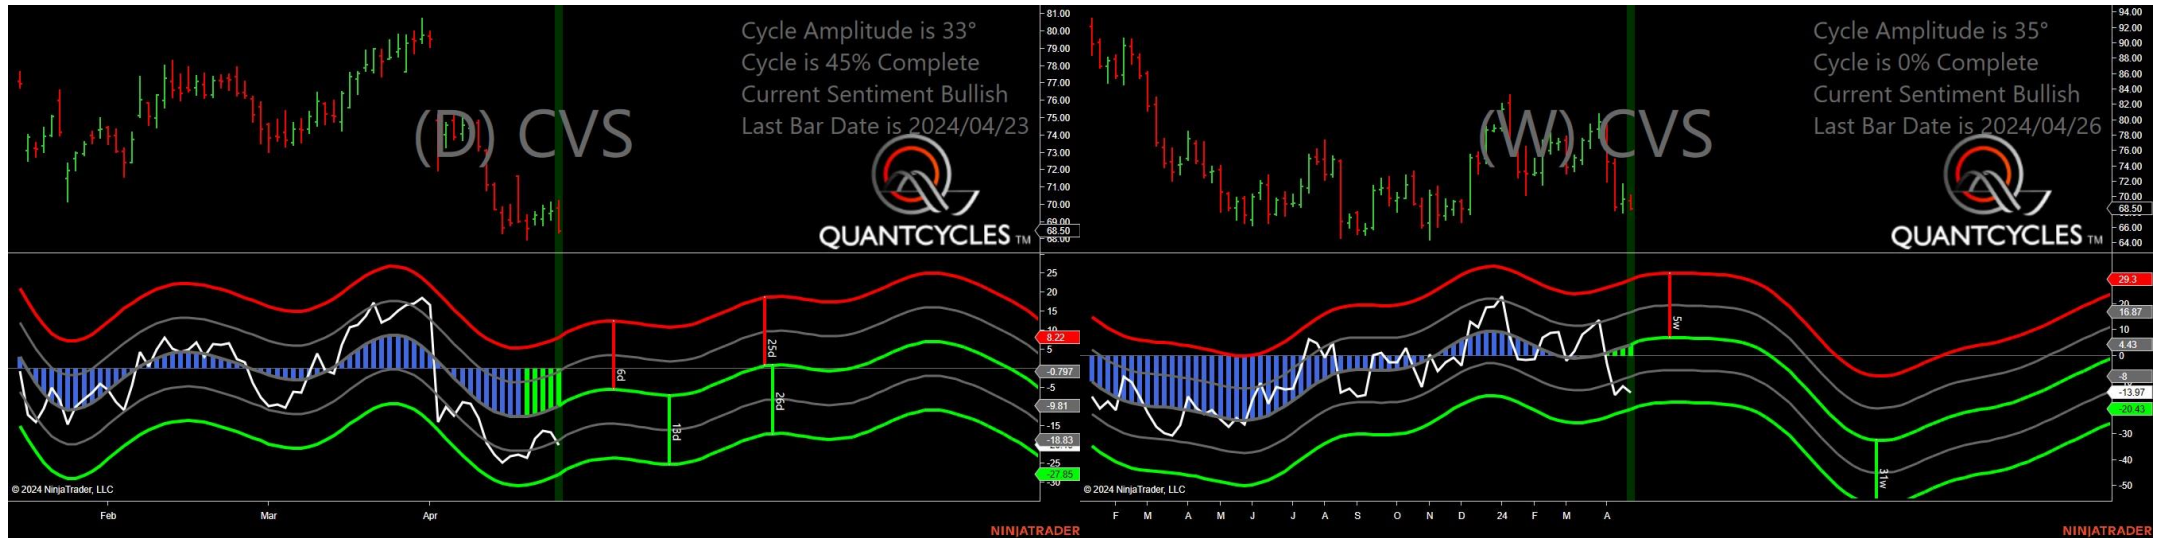 Cycle Amplitude is 33°
Cycle is 45% Complete
Current Sentiment Bullish
Last Bar Date is 2024/04/23
(D) CVS
QUANTCYCLES TM
81.00
80.00
79.00
78.00
77.00
76.00
75.00
74.00
73.00
72.00
71.00
70.00
69.00
68.50
68.00
25
20
15
10
8.22
5
-0.797
-5
-9.81
-15
-18.83
-25
-27.85
-30
6d
13d
25d
26d
© 2024 NinjaTrader, LLC
Feb
Mar
Apr
NINJATRADER
Cycle Amplitude is 35°
Cycle is 0% Complete
Current Sentiment Bullish
Last Bar Date is 2024/04/26
(W) CVS
QUANTCYCLES TM
94.00
92.00
90.00
88.00
86.00
84.00
82.00
80.00
78.00
76.00
74.00
72.00
70.00
68.50
66.00
64.00
29.3
20
16.87
10
4.43
0
-8
-13.97
-20.43
-30
-40
-50
5w
31w
© 2024 NinjaTrader, LLC
F
M
A
M
J
J
A
S
O
N
D
24
F
M
A
NINJATRADER